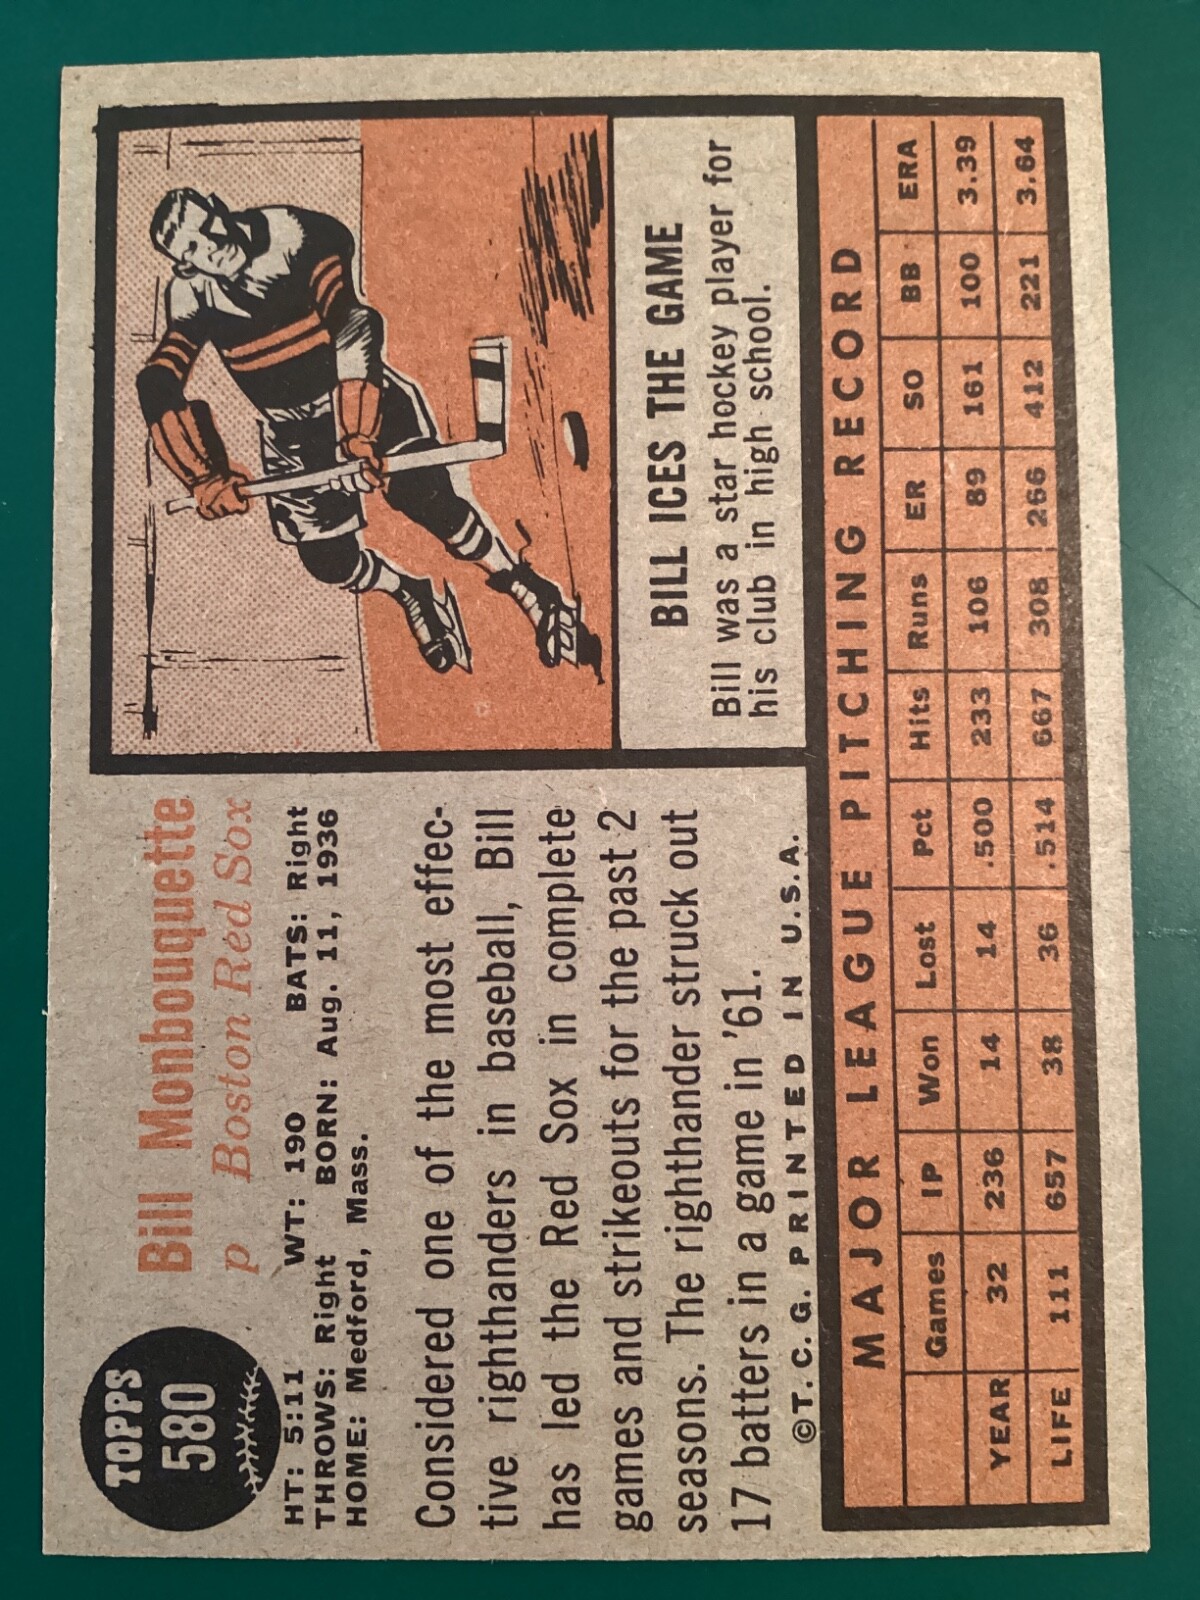 TOPPS
580
Bill Monbouquette
p Boston Red Sox
HT: 5:11 WT: 190 BATS: Right
THROWS: Right BORN: Aug. 11, 1936
HOME: Medford, Mass.
Considered one of the most effec-
tive righthanders in baseball, Bill
has led the Red Sox in complete
games and strikeouts for the past 2
seasons. The righthander struck out
17 batters in a game in '61.
©T.C.G. PRINTED IN U.S.A.
BILL ICES THE GAME
Bill was a star hockey player for
his club in high school.
MAJOR LEAGUE PITCHING RECORD
Games IP Won Lost Pct Hits Runs ER SO BB ERA
YEAR 32 236 14 14 .500 233 106 89 161 100 3.39
LIFE 111 657 38 36 .514 667 308 266 412 221 3.64